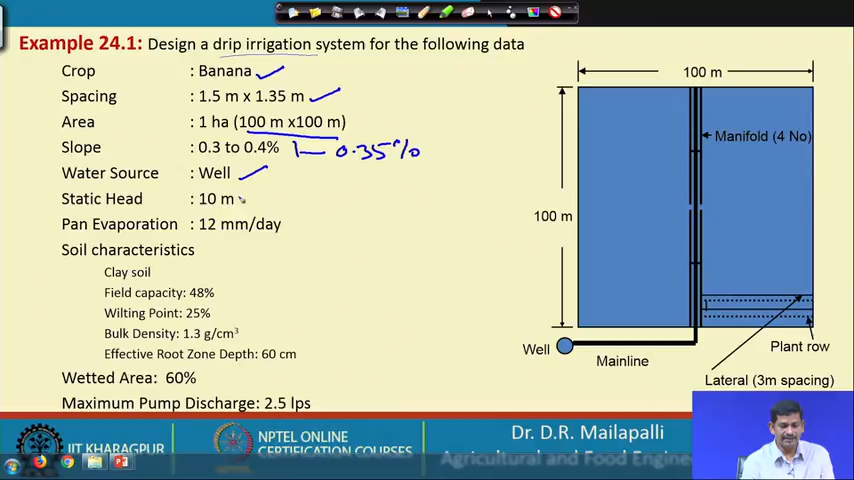 Example 24.1: Design a drip irrigation system for the following data
Crop : Banana
Spacing : 1.5 m x 1.35 m
Area : 1 ha (100 m x100 m)
Slope : 0.3 to 0.4% 0.35%
Water Source : Well
Static Head : 10 m
Pan Evaporation : 12 mm/day
Soil characteristics
Clay soil
Field capacity: 48%
Wilting Point: 25%
Bulk Density: 1.3 g/cm³
Effective Root Zone Depth: 60 cm
Wetted Area: 60%
Maximum Pump Discharge: 2.5 lps
100 m
Manifold (4 No)
100 m
Plant row
Well
Mainline
Lateral (3m spacing)
IIT KHARAGPUR
NPTEL ONLINE
CERTIFICATION COURSES
Dr. D.R. Mailapalli
Agricultural and Food Engineering